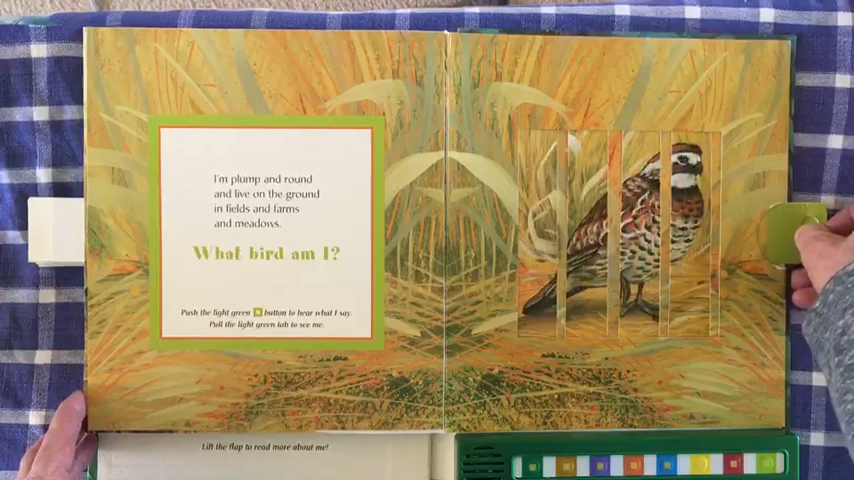 I'm plump and round
and live on the ground
in fields and farms
and meadows.
What bird am I?
Push the light green button to hear what I say.
Pull the light green tab to see me.
Lift the flap to read more about me!